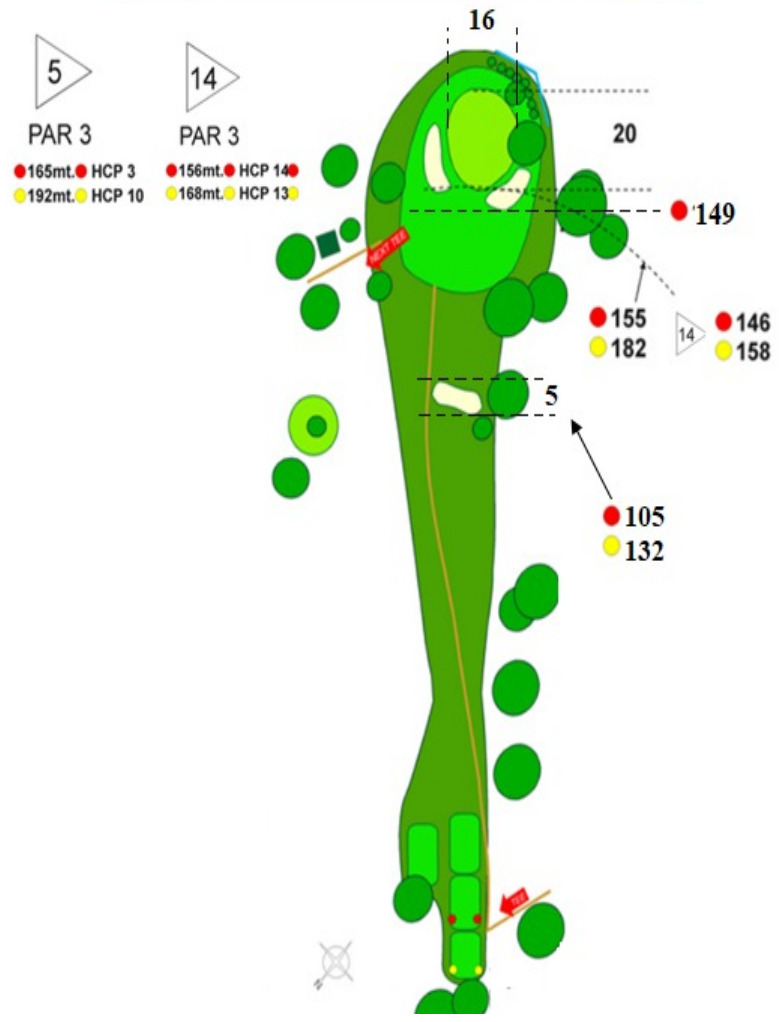 16
5
14
PAR 3
PAR 3
165mt. HCP 3
156mt. HCP 14
192mt. HCP 10
168mt. HCP 13
20
149
NEXT TEE
155
182
14
146
158
5
105
132
TEE
N